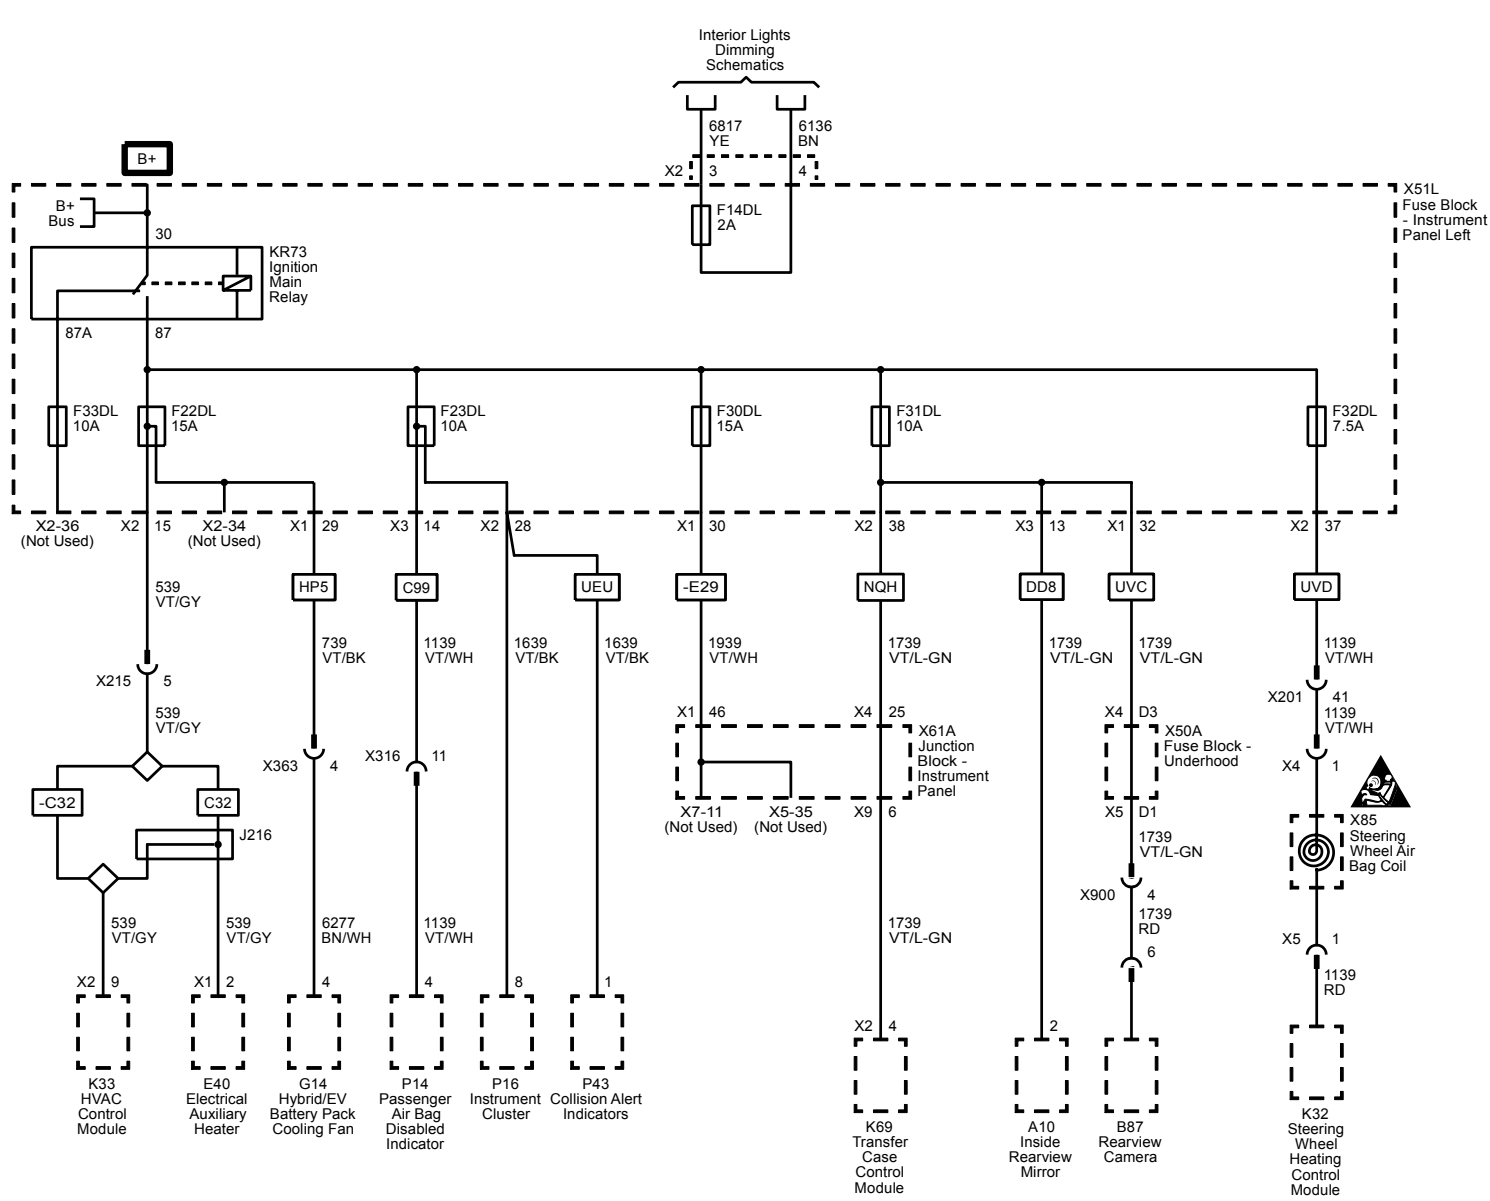 Interior Lights
Dimming
Schematics
6817
YE
6136
BN
B+
X2
3
4
X51L
Fuse Block
- Instrument
Panel Left
B+
Bus
F14DL
2A
30
KR73
Ignition
Main
Relay
87A
87
F33DL
10A
F22DL
15A
F23DL
10A
F30DL
15A
F31DL
10A
F32DL
7.5A
X2-36
(Not Used)
X2
15
X2-34
(Not Used)
X1
29
X3
14
X2
28
X1
30
X2
38
X3
13
X1
32
X2
37
539
VT/GY
HP5
C99
UEU
-E29
NQH
DD8
UVC
UVD
739
VT/BK
1139
VT/WH
1639
VT/BK
1639
VT/BK
1939
VT/WH
1739
VT/L-GN
1739
VT/L-GN
1739
VT/L-GN
1139
VT/WH
X215
5
X201
41
539
VT/GY
X1
46
X4
25
X4
D3
1139
VT/WH
X61A
Junction
Block -
Instrument
Panel
X50A
Fuse Block -
Underhood
X363
4
X316
11
X4
1
-C32
C32
X7-11
(Not Used)
X5-35
(Not Used)
X9
6
X5
D1
X85
Steering
Wheel Air
Bag Coil
J216
1739
VT/L-GN
X900
4
539
VT/GY
539
VT/GY
6277
BN/WH
1139
VT/WH
1739
VT/L-GN
1739
RD
6
X5
1
1139
RD
X2
9
X1
2
4
4
8
1
X2
4
2
K33
HVAC
Control
Module
E40
Electrical
Auxiliary
Heater
G14
Hybrid/EV
Battery Pack
Cooling Fan
P14
Passenger
Air Bag
Disabled
Indicator
P16
Instrument
Cluster
P43
Collision Alert
Indicators
K69
Transfer
Case
Control
Module
A10
Inside
Rearview
Mirror
B87
Rearview
Camera
K32
Steering
Wheel
Heating
Control
Module